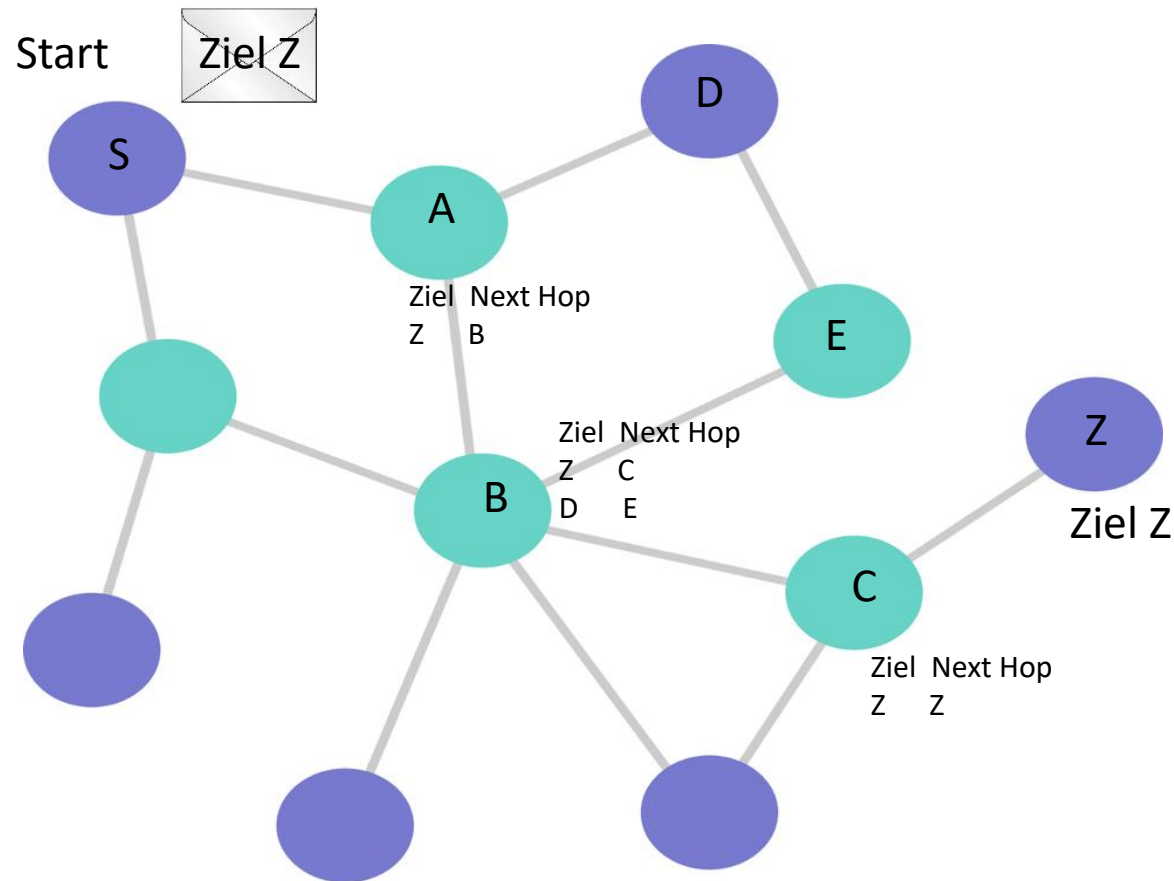 Start
Ziel Z
S
D
A
Ziel Next Hop
Z B
E
Z
Ziel Z
Ziel Next Hop
Z C
D E
B
C
Ziel Next Hop
Z Z